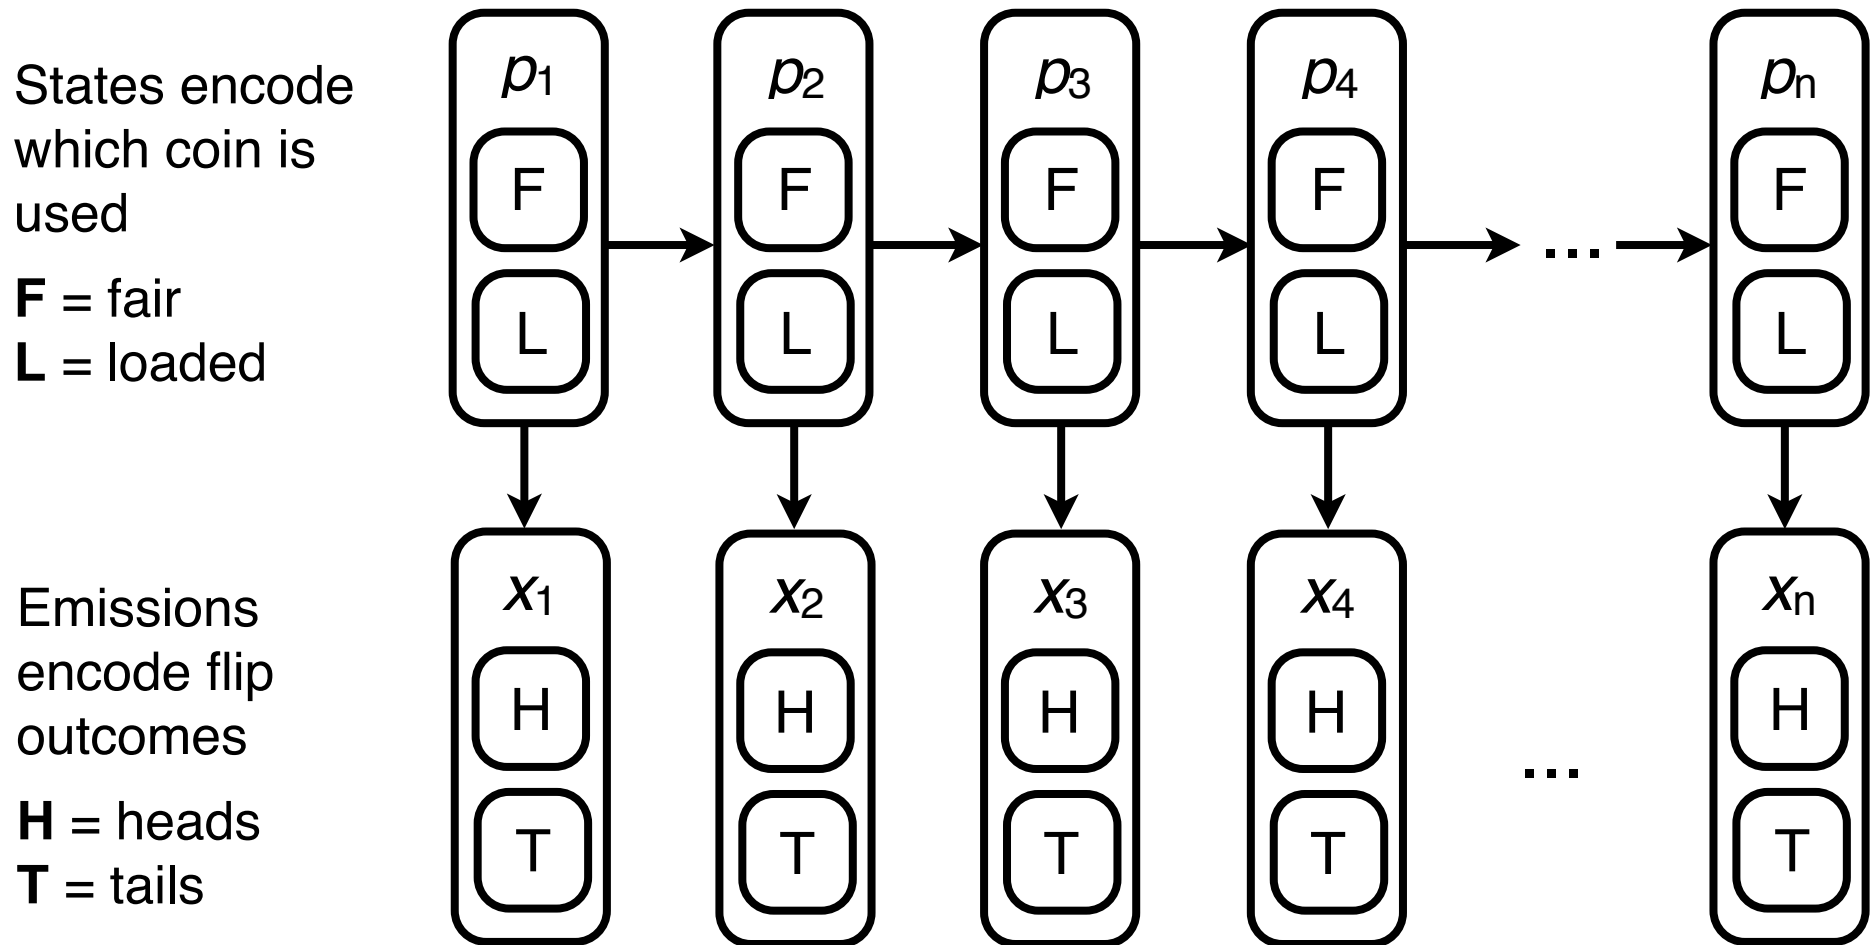 States encode
which coin is
used
F = fair
L = loaded
p1 p2 p3 p4 pn
F F F F F
...
L L L L L
Emissions
encode flip
outcomes
H = heads
T = tails
x1 x2 x3 x4 xn
H H H H H
...
T T T T T